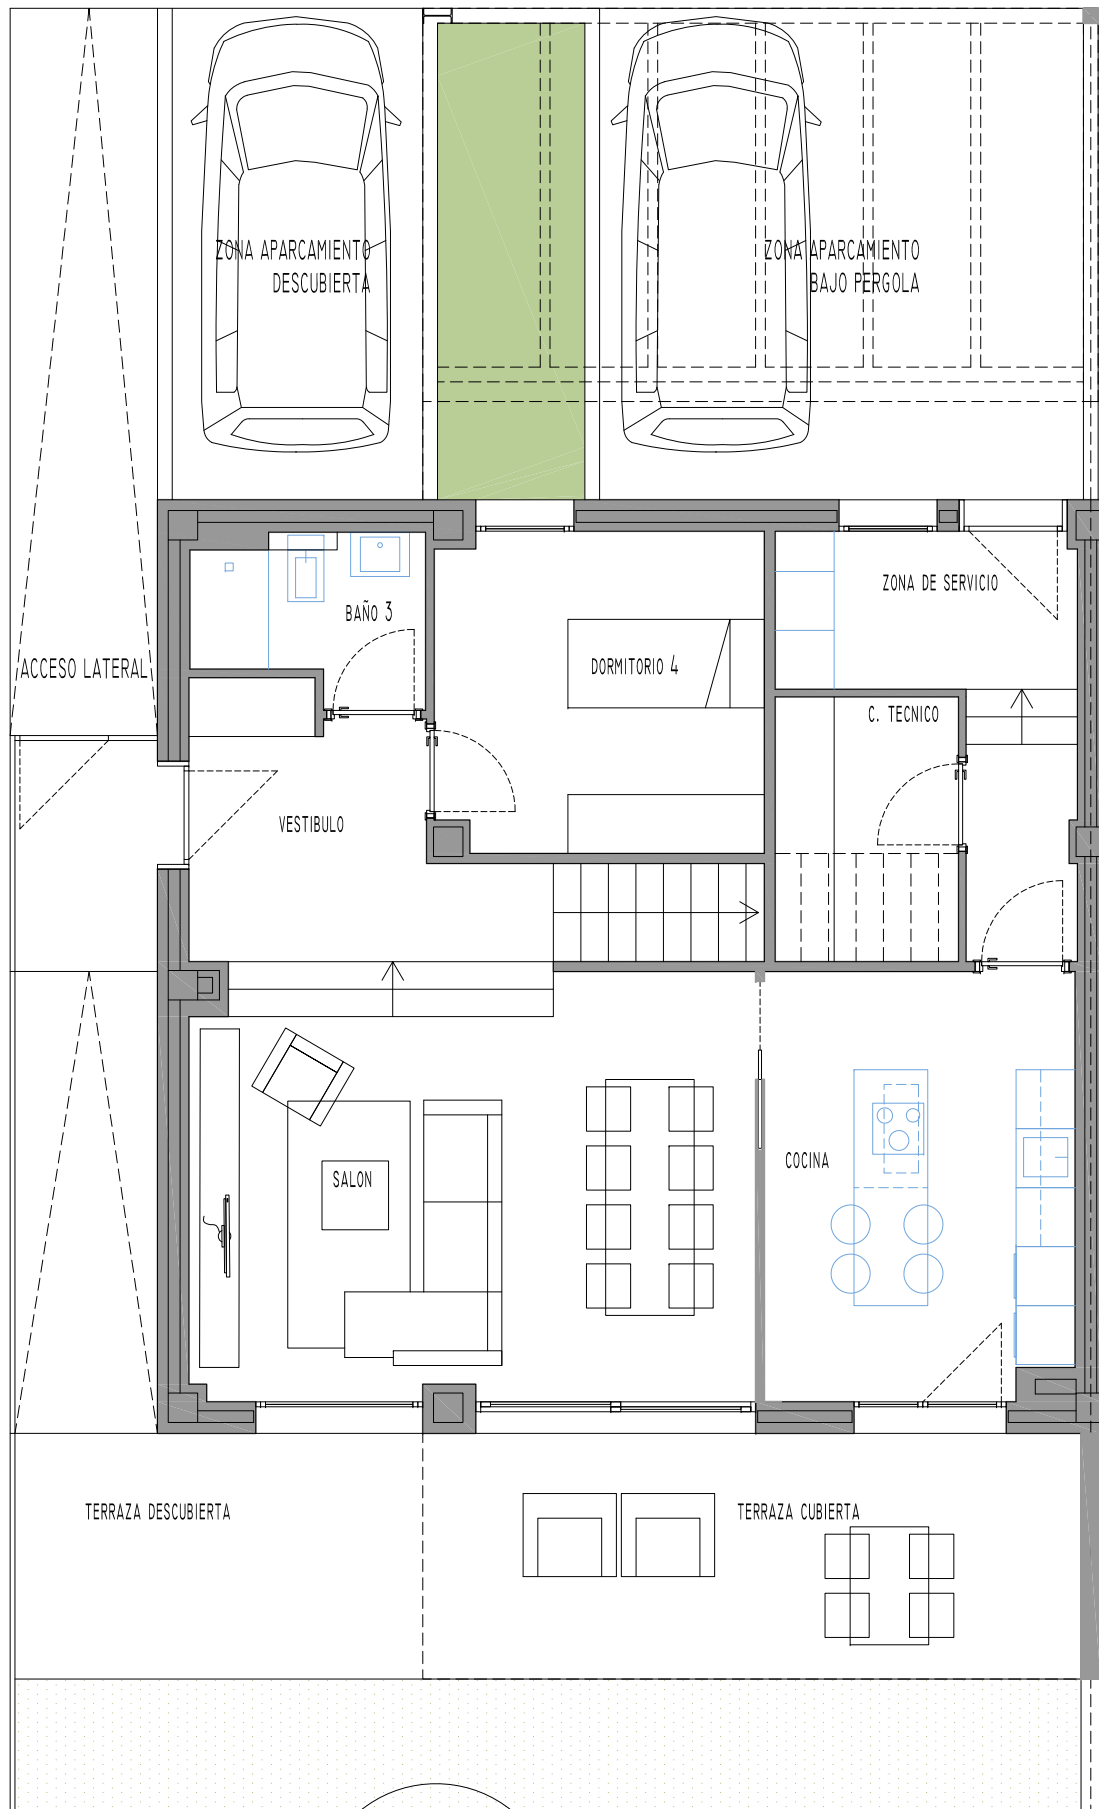 ZONA APARCAMIENTO
DESCUBIERTA
ZONA APARCAMIENTO
BAJO PERGOLA
ZONA DE SERVICIO
BAÑO 3
ACCESO LATERAL
DORMITORIO 4
C. TECNICO
VESTIBULO
COCINA
SALON
TERRAZA DESCUBIERTA
TERRAZA CUBIERTA